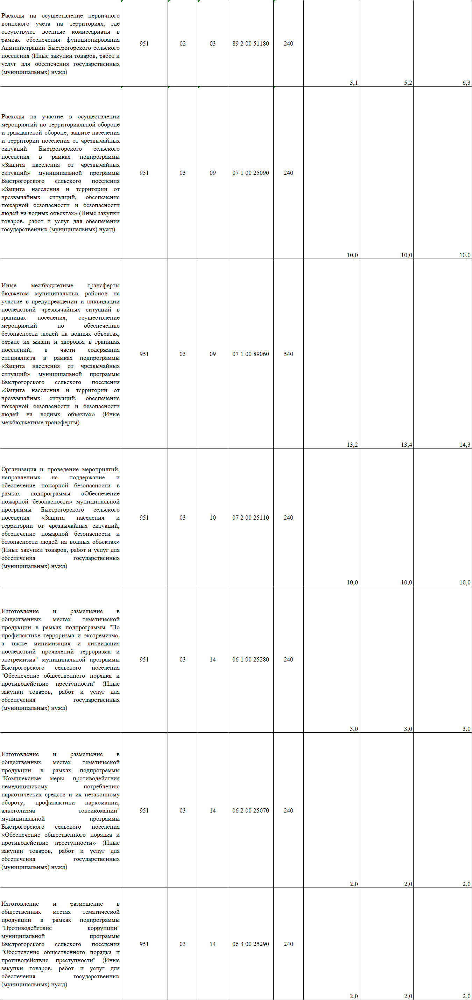 Расходы на осуществление первичного
воинского учета на территориях, где
отсутствуют военные комиссариаты в
рамках обеспечения функционирования
Администрации Быстрогорского сельского
поселения (Иные закупки товаров, работ и
услуг для обеспечения государственных
(муниципальных) нужд)
951 02 03 89 2 00 51180 240
3,1 5,2 6,3
Расходы на участие в осуществлении
мероприятий по территориальной обороне
и гражданской обороне, защите населения
и территории поселения от чрезвычайных
ситуаций Быстрогорского сельского
поселения в рамках подпрограммы
«Защита населения от чрезвычайных
ситуаций» муниципальной программы
Быстрогорского сельского поселения
«Защита населения и территории от
чрезвычайных ситуаций, обеспечение
пожарной безопасности и безопасности
людей на водных объектах» (Иные закупки
товаров, работ и услуг для обеспечения
государственных (муниципальных) нужд)
951 03 09 07 1 00 25090 240
10,0 10,0 10,0
Иные межбюджетные трансферты
бюджетам муниципальных районов на
участие в предупреждении и ликвидации
последствий чрезвычайных ситуаций в
границах поселения, осуществление
мероприятий по обеспечению
безопасности людей на водных объектах,
охране их жизни и здоровья в границах
поселений, в части содержания
специалиста в рамках подпрограммы
«Защита населения от чрезвычайных
ситуаций» муниципальной программы
Быстрогорского сельского поселения
«Защита населения и территории от
чрезвычайных ситуаций, обеспечение
пожарной безопасности и безопасности
людей на водных объектах» (Иные
межбюджетные трансферты)
951 03 09 07 1 00 89060 540
13,2 13,4 14,3
Организация и проведение мероприятий,
направленных на поддержание и
обеспечение пожарной безопасности в
рамках подпрограммы «Обеспечение
пожарной безопасности» муниципальной
программы Быстрогорского сельского
поселения «Защита населения и
территории от чрезвычайных ситуаций,
обеспечение пожарной безопасности и
безопасности людей на водных объектах»
(Иные закупки товаров, работ и услуг для
обеспечения государственных
(муниципальных) нужд)
951 03 10 07 2 00 25110 240
10,0 10,0 10,0
Изготовление и размещение в
общественных местах тематической
продукции в рамках подпрограммы "По
профилактике терроризма и экстремизма,
а также минимизация и ликвидация
последствий проявлений терроризма и
экстремизма" муниципальной программы
Быстрогорского сельского поселения
"Обеспечение общественного порядка и
противодействие преступности" (Иные
закупки товаров, работ и услуг для
обеспечения государственных
(муниципальных) нужд)
951 03 14 06 1 00 25280 240
3,0 3,0 3,0
Изготовление и размещение в
общественных местах тематической
продукции в рамках подпрограммы
"Комплексные меры противодействия
немедицинскому потреблению
наркотических средств и их незаконному
обороту, профилактики наркомании,
алкоголизма токсикомании"
муниципальной программы
Быстрогорского сельского поселения
«Обеспечение общественного порядка и
противодействие преступности» (Иные
закупки товаров, работ и услуг для
обеспечения государственных
(муниципальных) нужд)
951 03 14 06 2 00 25070 240
2,0 2,0 2,0
Изготовление и размещение в
общественных местах тематической
продукции в рамках подпрограммы
"Противодействие коррупции"
муниципальной программы
Быстрогорского сельского поселения
"Обеспечение общественного порядка и
противодействие преступности" (Иные
закупки товаров, работ и услуг для
обеспечения государственных
(муниципальных) нужд)
951 03 14 06 3 00 25290 240
2,0 2,0 2,0